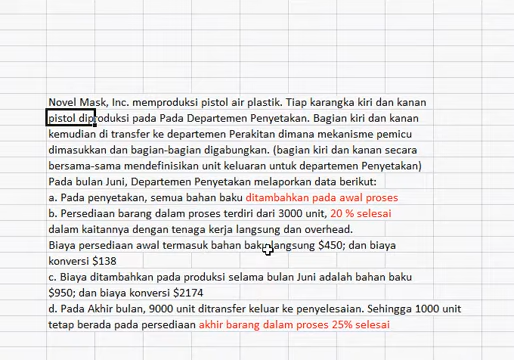 Novel Mask, Inc. memproduksi pistol air plastik. Tiap karangka kiri dan kanan
pistol diproduksi pada Pada Departemen Penyetakan. Bagian kiri dan kanan
kemudian di transfer ke departemen Perakitan dimana mekanisme pemicu
dimasukkan dan bagian-bagian digabungkan. (bagian kiri dan kanan secara
bersama-sama mendefinisikan unit keluaran untuk departemen Penyetakan)
Pada bulan Juni, Departemen Penyetakan melaporkan data berikut:
a. Pada penyetakan, semua bahan baku ditambahkan pada awal proses
b. Persediaan barang dalam proses terdiri dari 3000 unit, 20 % selesai
dalam kaitannya dengan tenaga kerja langsung dan overhead.
Biaya persediaan awal termasuk bahan baku langsung $450; dan biaya
konversi $138
c. Biaya ditambahkan pada produksi selama bulan Juni adalah bahan baku
$950; dan biaya konversi $2174
d. Pada Akhir bulan, 9000 unit ditransfer keluar ke penyelesaian. Sehingga 1000 unit
tetap berada pada persediaan akhir barang dalam proses 25% selesai